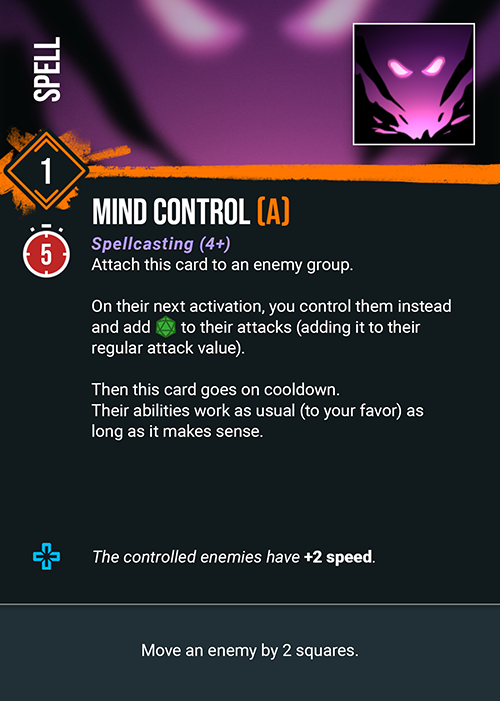 SPELL
1
MIND CONTROL (A)
5
Spellcasting (4+)
Attach this card to an enemy group.
On their next activation, you control them instead
and add to their attacks (adding it to their
regular attack value).
Then this card goes on cooldown.
Their abilities work as usual (to your favor) as
long as it makes sense.
The controlled enemies have +2 speed.
Move an enemy by 2 squares.